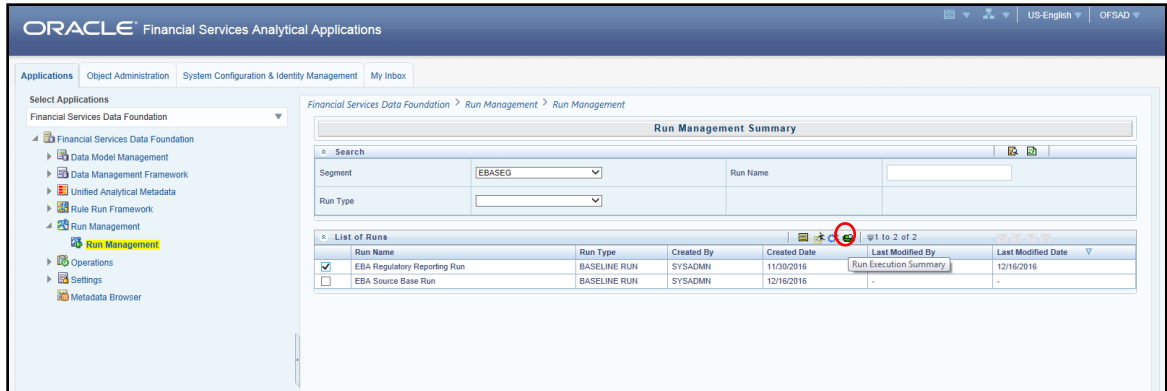 US-English OFSAD
ORACLE Financial Services Analytical Applications
Applications Object Administration System Configuration & Identity Management My Inbox
Select Applications
Financial Services Data Foundation
Financial Services Data Foundation
Data Model Management
Data Management Framework
Unified Analytical Metadata
Rule Run Framework
Run Management
Run Management
Operations
Settings
Metadata Browser
Financial Services Data Foundation > Run Management > Run Management
Run Management Summary
Search
Segment EBASEG Run Name
Run Type
List of Runs 1 to 2 of 2
Run Name Run Type Created By Created Date Last Modified By Last Modified Date
EBA Regulatory Reporting Run BASELINE RUN SYSADMN 11/30/2016 12/16/2016
Run Execution Summary
EBA Source Base Run BASELINE RUN SYSADMN 12/16/2016 - -